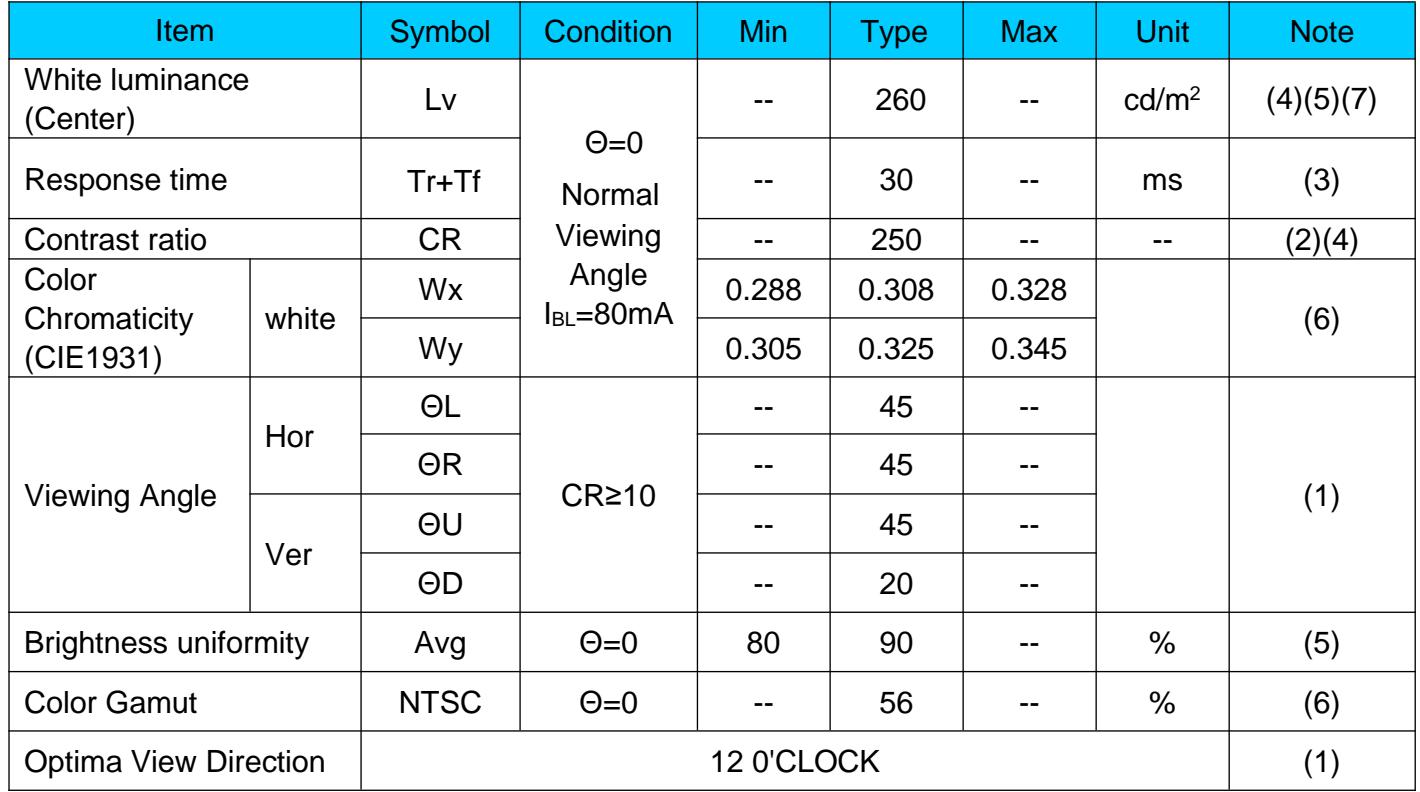 Item Symbol Condition Min Type Max Unit Note
White luminance
(Center)
Lv
Θ=0
Normal
Viewing
Angle
IBL=80mA
-- 260 -- cd/m² (4)(5)(7)
Response time Tr+Tf -- 30 -- ms (3)
Contrast ratio CR -- 250 -- -- (2)(4)
Color
Chromaticity
(CIE1931)
white
Wx 0.288 0.308 0.328
(6)
Wy 0.305 0.325 0.345
Viewing Angle
Hor
ΘL
CR≥10
-- 45 --
(1)
ΘR -- 45 --
Ver
ΘU -- 45 --
ΘD -- 20 --
Brightness uniformity Avg Θ=0 80 90 -- % (5)
Color Gamut NTSC Θ=0 -- 56 -- % (6)
Optima View Direction 12 0'CLOCK (1)